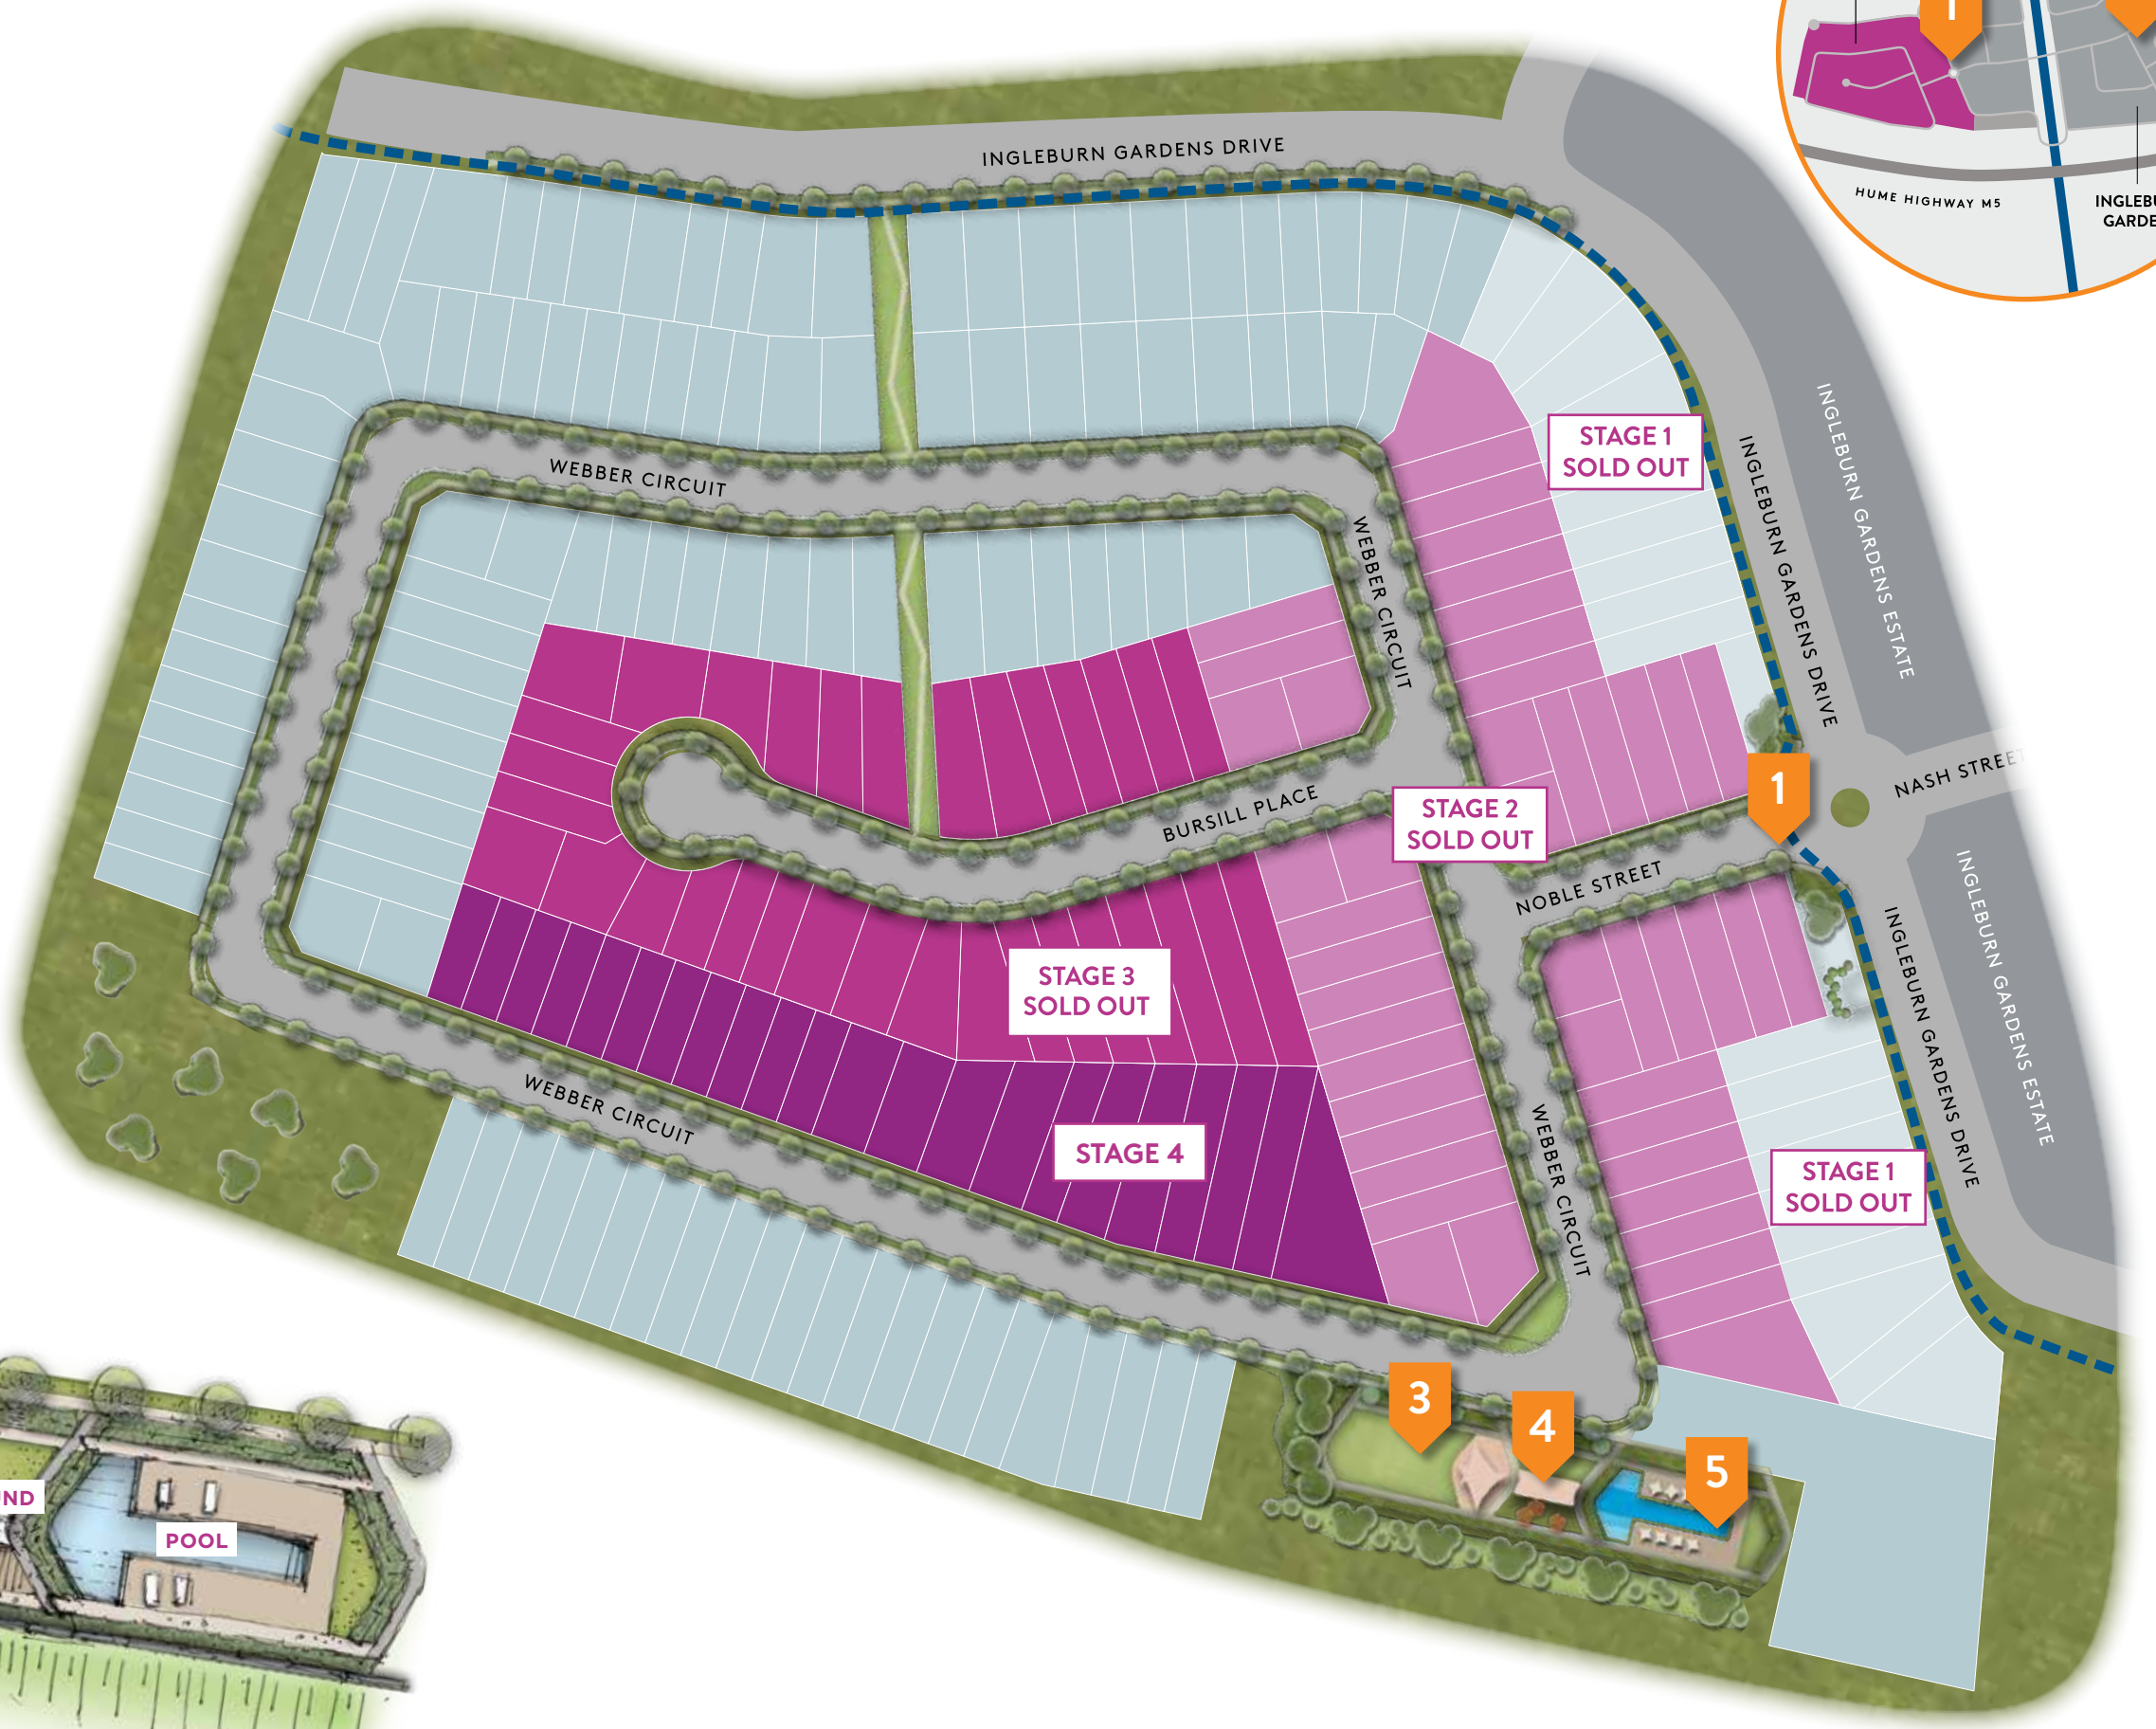 1
HUME HIGHWAY M5
INGLEBURN GARDENS DRIVE
WEBBER CIRCUIT
STAGE 1
SOLD OUT
INGLEBURN GARDENS ESTATE
INGLEBURN GARDENS DRIVE
WEBBER CIRCUIT
NASH STREET
1
BURSILL PLACE
STAGE 2
SOLD OUT
NOBLE STREET
INGLEBURN GARDENS ESTATE
INGLEBURN GARDENS DRIVE
STAGE 3
SOLD OUT
WEBBER CIRCUIT
STAGE 4
WEBBER CIRCUIT
STAGE 1
SOLD OUT
3
4
5
POOL